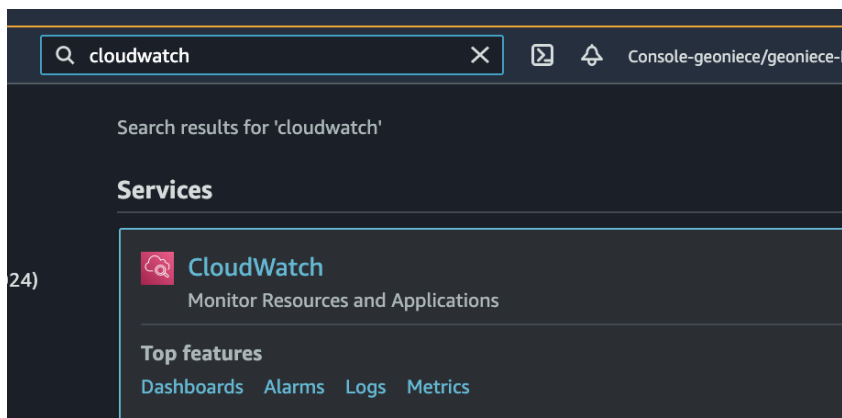 cloudwatch
Console-geoniece/geoniece-
Search results for 'cloudwatch'
Services
24)
CloudWatch
Monitor Resources and Applications
Top features
Dashboards Alarms Logs Metrics